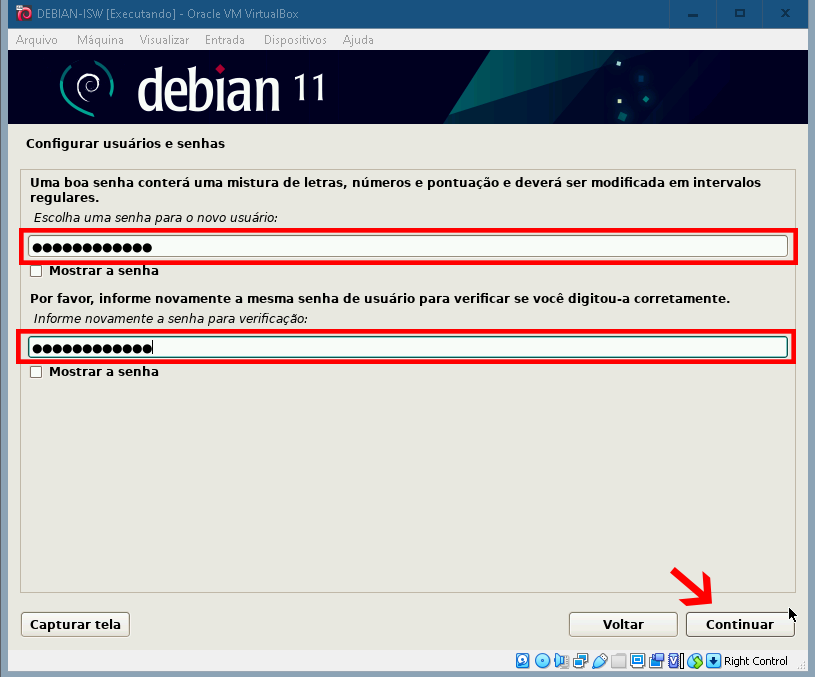 DEBIAN-ISW [Executando] - Oracle VM VirtualBox
Arquivo Máquina Visualizar Entrada Dispositivos Ajuda
debian 11
Configurar usuários e senhas
Uma boa senha conterá uma mistura de letras, números e pontuação e deverá ser modificada em intervalos
regulares.
Escolha uma senha para o novo usuário:
●●●●●●●●●●●●
Mostrar a senha
Por favor, informe novamente a mesma senha de usuário para verificar se você digitou-a corretamente.
Informe novamente a senha para verificação:
●●●●●●●●●●●●
Mostrar a senha
Capturar tela Voltar Continuar
Right Control